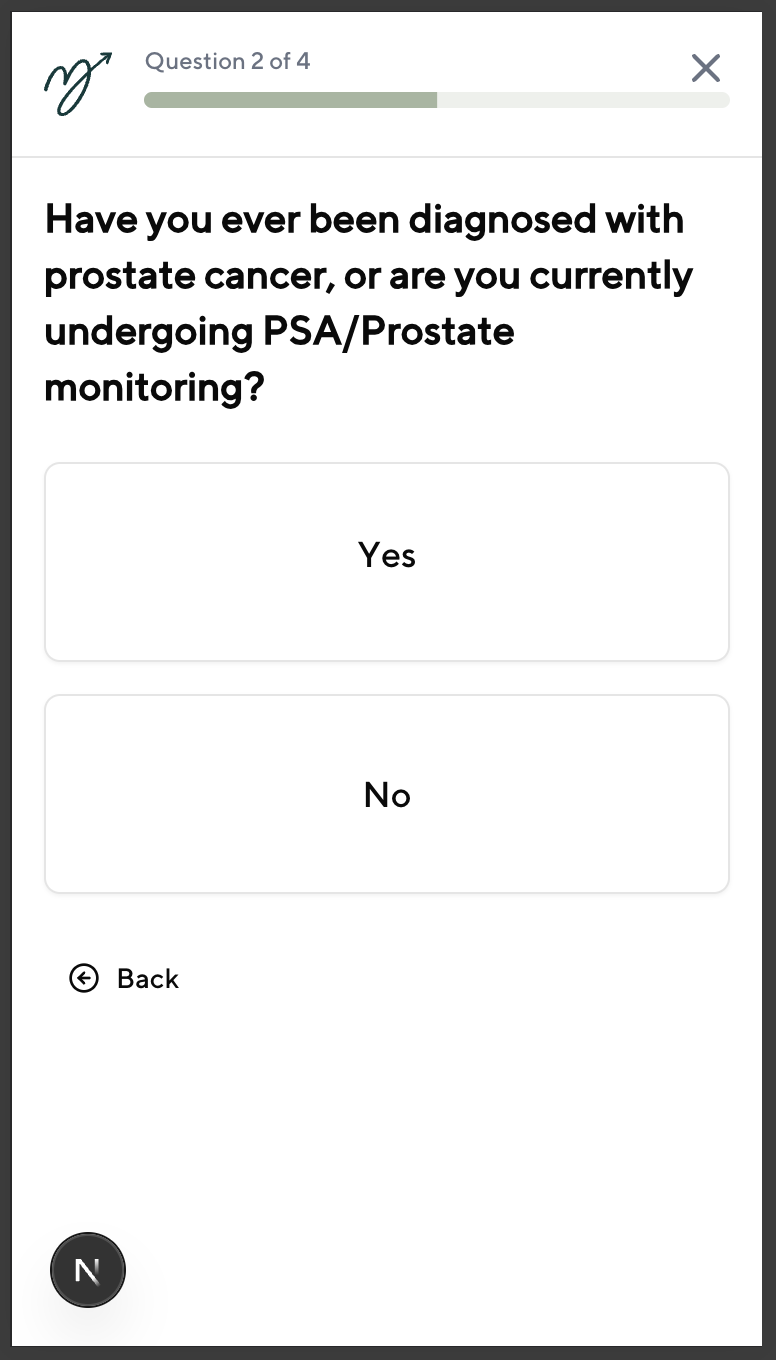 Question 2 of 4
Have you ever been diagnosed with
prostate cancer, or are you currently
undergoing PSA/Prostate
monitoring?
Yes
No
Back
N